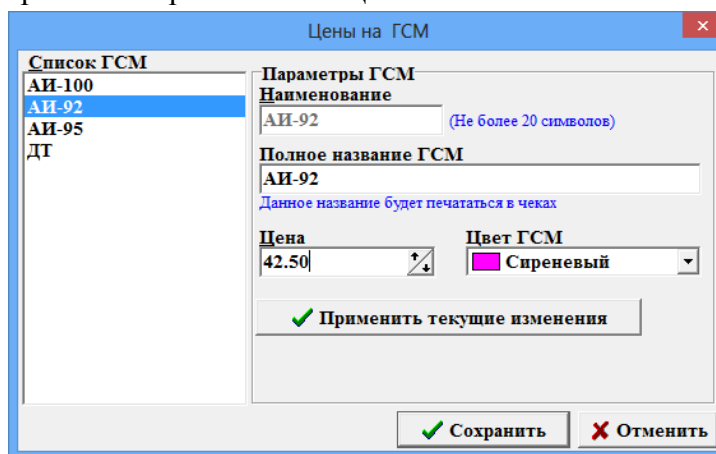 Цены на ГСМ
Список ГСМ
АИ-100
АИ-92
АИ-95
ДТ
Параметры ГСМ
Наименование
АИ-92
(Не более 20 символов)
Полное название ГСМ
АИ-92
Данное название будет печататься в чеках
Цена
Цвет ГСМ
42.50
Сиреневый
Применить текущие изменения
Сохранить
Отменить